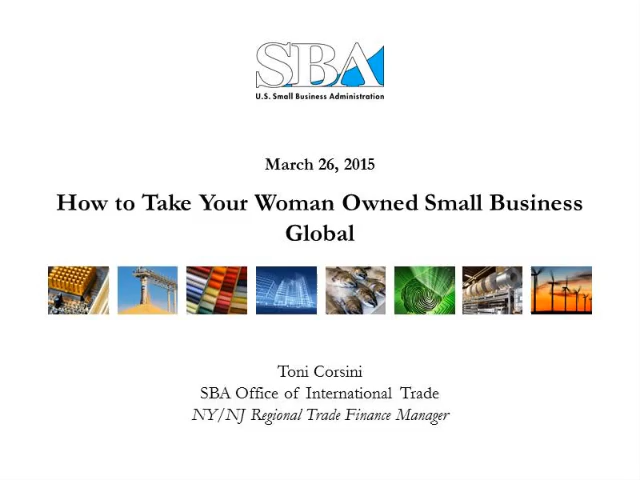 SBA
U.S. Small Business Administration
March 26, 2015
How to Take Your Woman Owned Small Business
Global
Toni Corsini
SBA Office of International Trade
NY/NJ Regional Trade Finance Manager